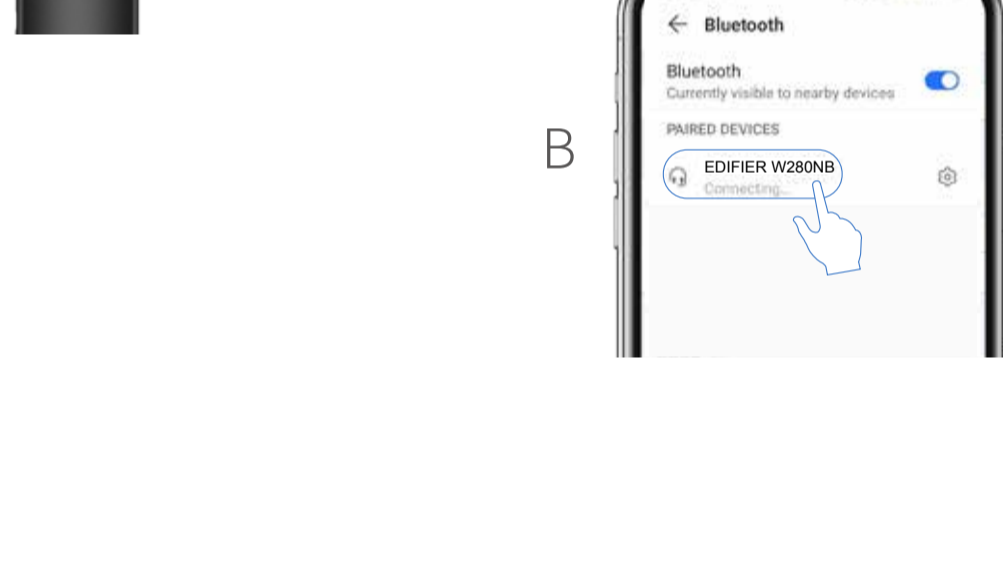 Bluetooth
Bluetooth
Currently visible to nearby devices
PAIRED DEVICES
B
EDIFIER W280NB
Connecting...